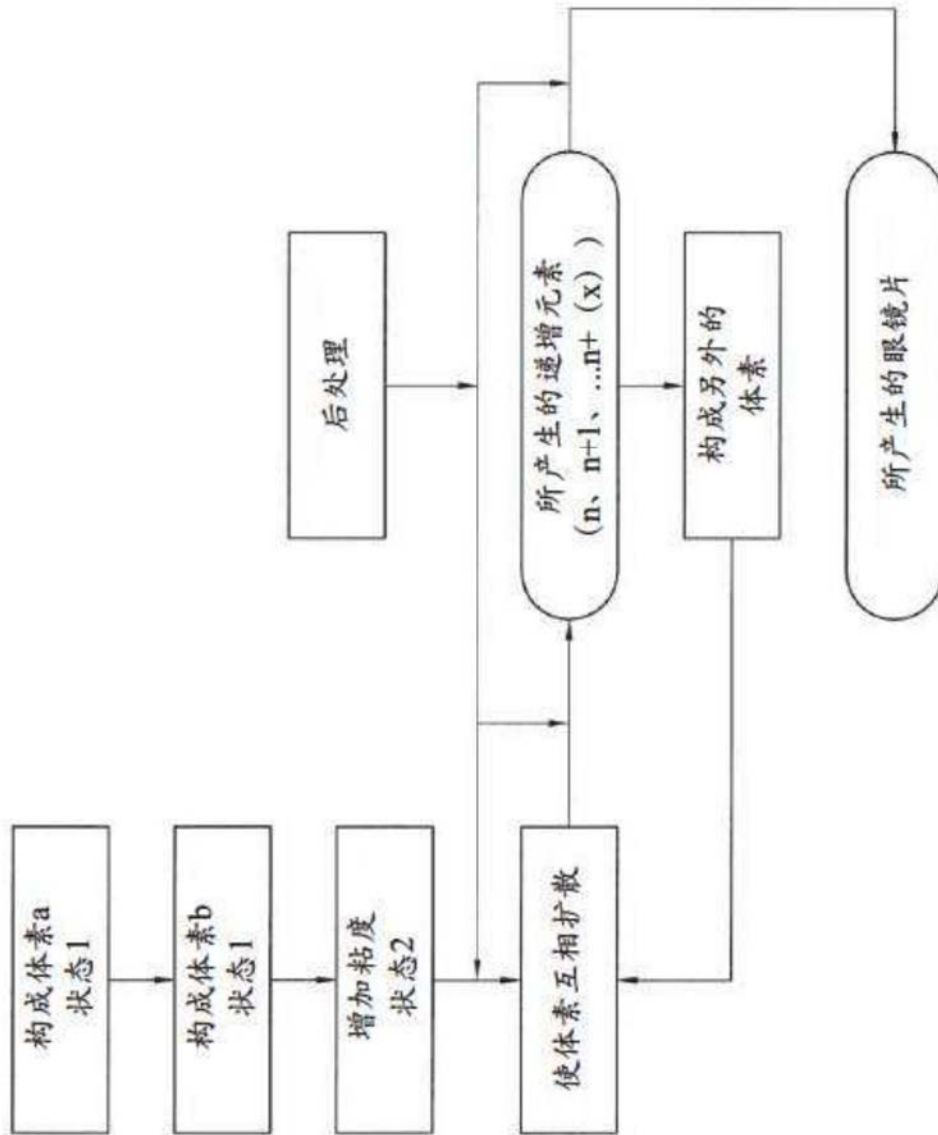 构成体素a
状态1
构成体素b
状态1
增加粘度
状态2
使体素互相扩散
后处理
所产生的递增元素
(n、n+1、...n+(x))
构成另外的
体素
所产生的眼镜片